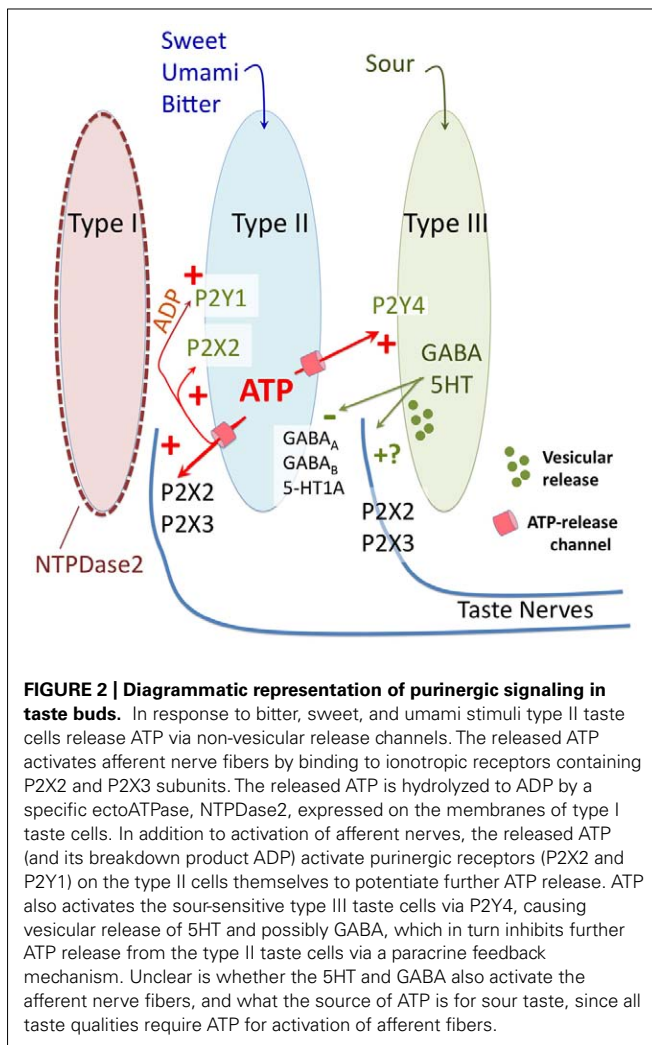 Sweet
Umami
Bitter
Sour
Type I
Type II
Type III
ADP
+
P2Y1
P2X2
+
ATP
P2Y4
+
GABA
5HT
-
GABAA
GABAB
5-HT1A
+?
+
P2X2
P2X3
P2X2
P2X3
Vesicular
release
ATP-release
channel
NTPDase2
Taste Nerves
FIGURE 2 | Diagrammatic representation of purinergic signaling in
taste buds. In response to bitter, sweet, and umami stimuli type II taste
cells release ATP via non-vesicular release channels. The released ATP
activates afferent nerve fibers by binding to ionotropic receptors containing
P2X2 and P2X3 subunits. The released ATP is hydrolyzed to ADP by a
specific ectoATPase, NTPDase2, expressed on the membranes of type I
taste cells. In addition to activation of afferent nerves, the released ATP
(and its breakdown product ADP) activate purinergic receptors (P2X2 and
P2Y1) on the type II cells themselves to potentiate further ATP release. ATP
also activates the sour-sensitive type III taste cells via P2Y4, causing
vesicular release of 5HT and possibly GABA, which in turn inhibits further
ATP release from the type II taste cells via a paracrine feedback
mechanism. Unclear is whether the 5HT and GABA also activate the
afferent nerve fibers, and what the source of ATP is for sour taste, since all
taste qualities require ATP for activation of afferent fibers.